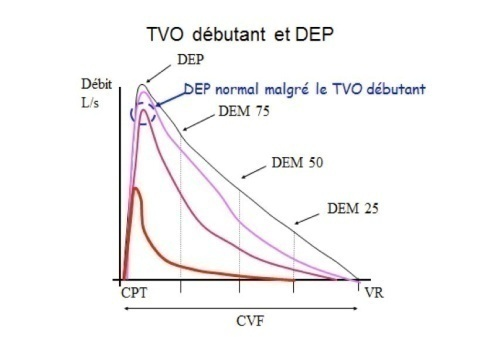 TVO débutant et DEP
DEP
Débit
L/s
DEP normal malgré le TVO débutant
DEM 75
DEM 50
DEM 25
CPT
VR
CVF